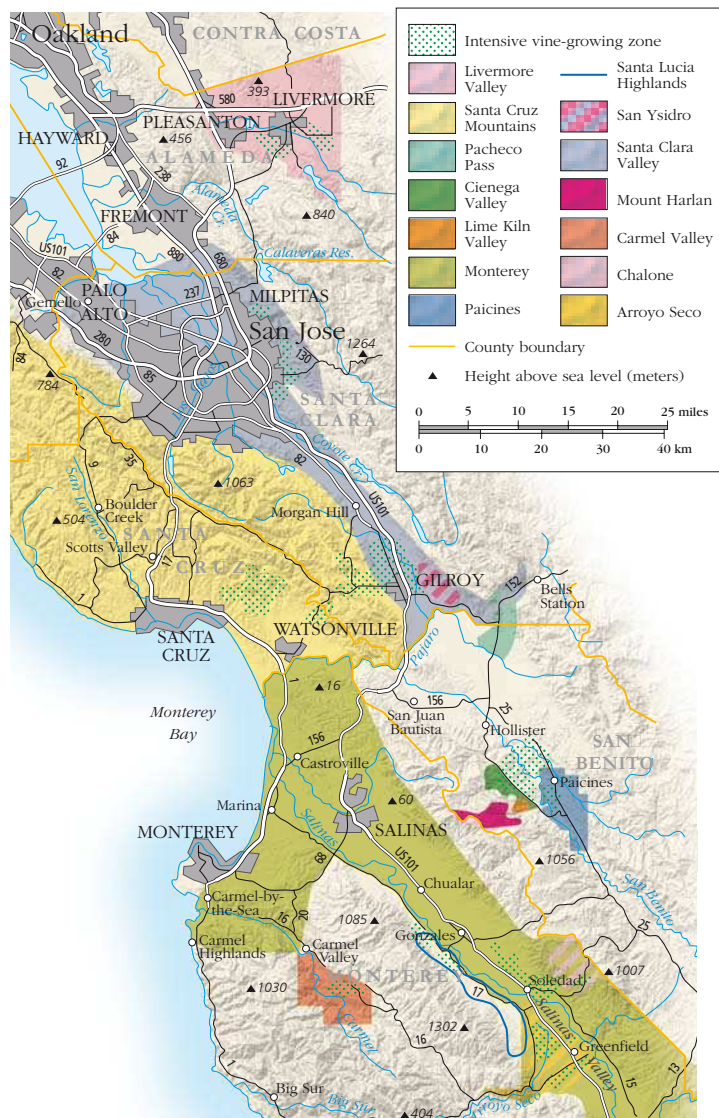 Oakland
CONTRA COSTA
393
580
LIVERMORE
PLEASANTON
HAYWARD
456
ALAMEDA
92
238
Alameda
Cr.
FREMONT
840
84
US101
880
680
Calaveras Res.
82
237
PALO
ALTO
Gemello
MILPITAS
San Jose
280
1264
130
84
784
85
SANTA
CLARA
82
Coyote
35
9
1063
US101
San Lorenzo
Morgan Hill
Boulder
Creek
504
SANTA
CRUZ
Scotts Valley
17
1
GILROY
152
Bells
Station
SANTA
CRUZ
WATSONVILLE
Pajaro
1
16
156
San Juan
Bautista
25
Monterey
Bay
Hollister
SAN
BENITO
156
Castroville
Paicines
Marina
60
Salinas
MONTEREY
SALINAS
1056
68
US101
San Benito
Chualar
Carmel-by-
the-Sea
16
20
1085
Gonzales
25
Carmel
Highlands
Carmel
Valley
MONTEREY
1007
Soledad
1030
17
Salinas
Valley
Carmel
1302
Greenfield
16
1
15
13
Big Sur
Big Sur
Arroyo Seco
404
Intensive vine-growing zone
Livermore
Valley
Santa Lucia
Highlands
Santa Cruz
Mountains
San Ysidro
Pacheco
Pass
Santa Clara
Valley
Cienega
Valley
Mount Harlan
Lime Kiln
Valley
Carmel Valley
Monterey
Chalone
Paicines
Arroyo Seco
County boundary
Height above sea level (meters)
0 5 10 15 20 25 miles
0 10 20 30 40 km